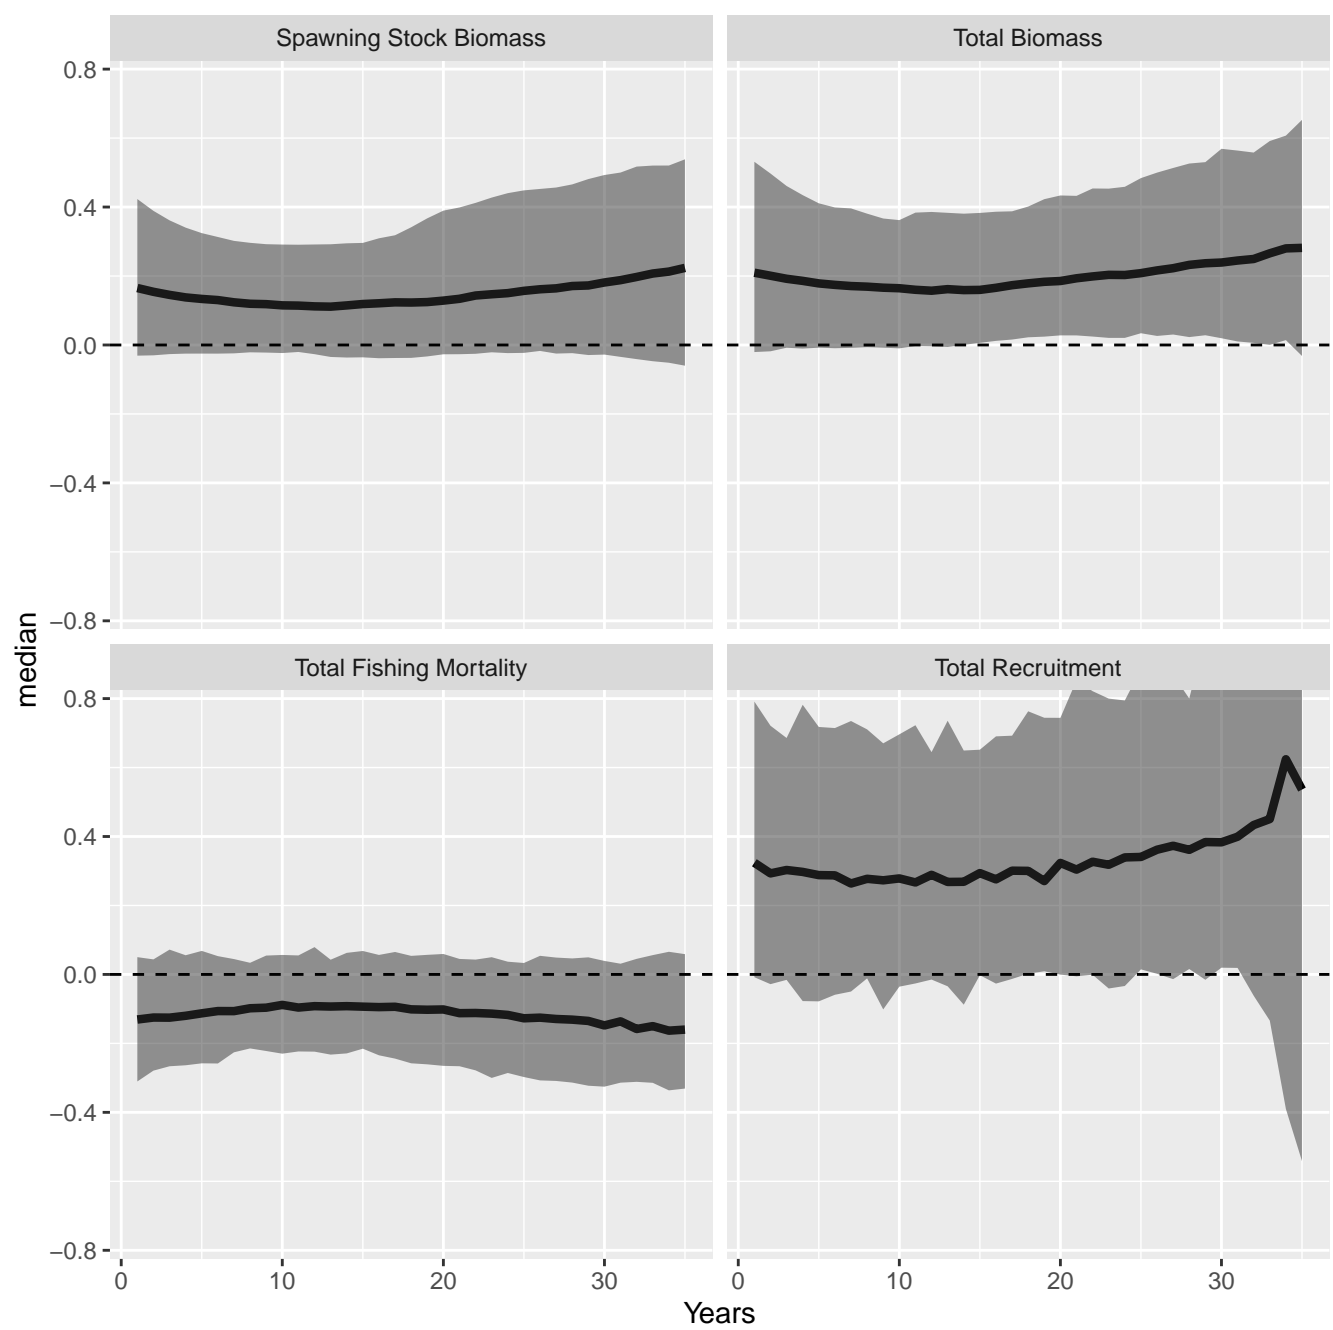 Spawning Stock Biomass
Total Biomass
0.8
0.4
0.0
−0.4
−0.8
Total Fishing Mortality
Total Recruitment
0.8
0.4
0.0
−0.4
−0.8
median
0 10 20 30
0 10 20 30
Years